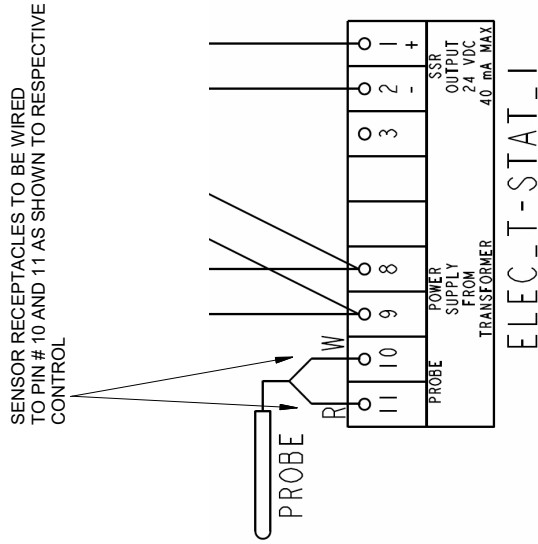 SENSOR RECEPTACLES TO BE WIRED
TO PIN # 10 AND 11 AS SHOWN TO RESPECTIVE
CONTROL
PROBE
R
W
11
10
9
8
3
2
1
-
+
PROBE
POWER
SUPPLY
FROM
TRANSFORMER
SSR
OUTPUT
24 VDC
40 mA MAX
ELEC_T-STAT_1